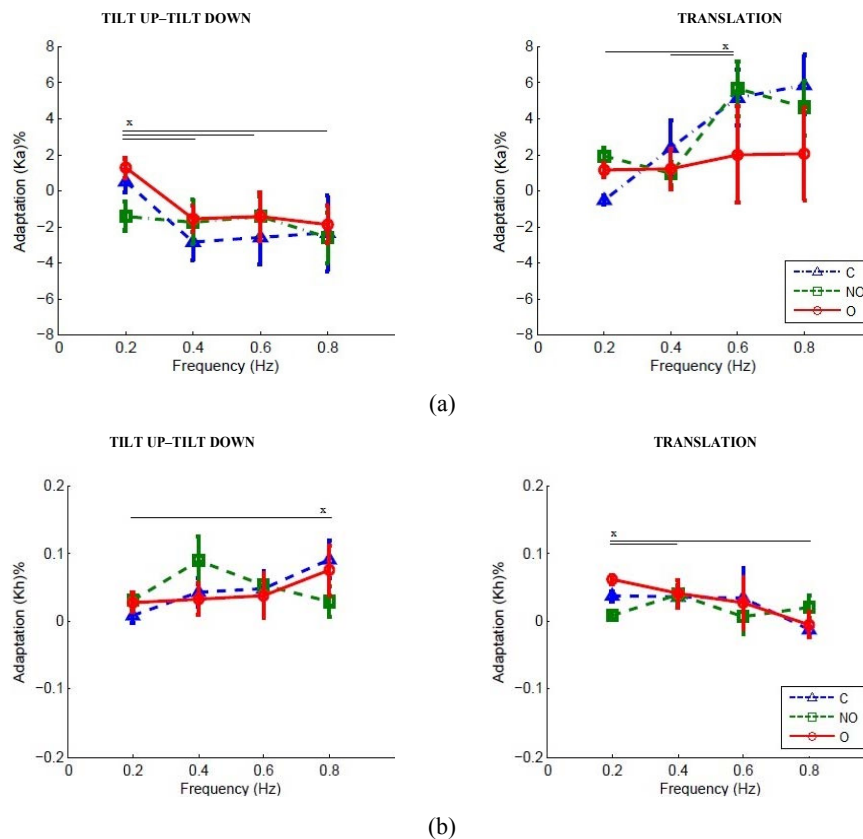 TILT UP–TILT DOWN
TRANSLATION
8
6
4
2
0
−2
−4
−6
−8
Adaptation (Ka)%
0 0.2 0.4 0.6 0.8
Frequency (Hz)
x
8
6
4
2
0
−2
−4
−6
−8
Adaptation (Ka)%
0 0.2 0.4 0.6 0.8
Frequency (Hz)
x
C
NO
O
(a)
TILT UP–TILT DOWN
TRANSLATION
0.2
0.1
0
−0.1
−0.2
Adaptation (Kh)%
0 0.2 0.4 0.6 0.8
Frequency (Hz)
x
0.2
0.1
0
−0.1
−0.2
Adaptation (Kh)%
0 0.2 0.4 0.6 0.8
Frequency (Hz)
x
C
NO
O
(b)